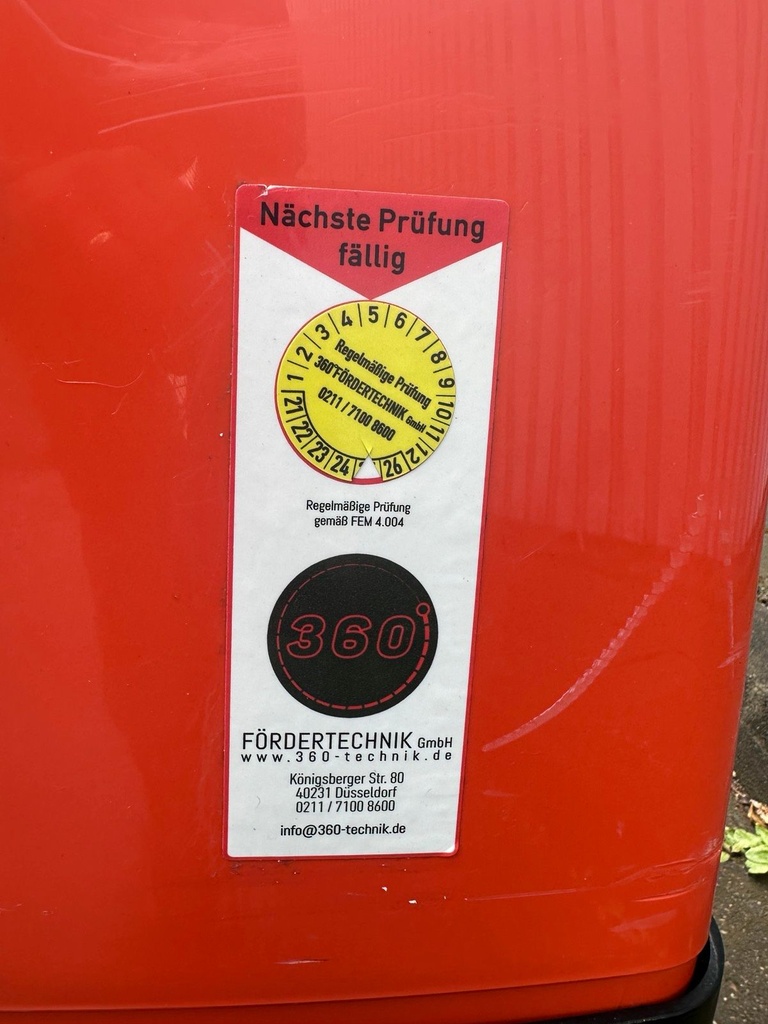 Nächste Prüfung
fällig
1 2 3 4 5 6 7 8 9 10 11 12
21 22 23 24 26
Regelmäßige Prüfung
360°FÖRDERTECHNIK GmbH
0211 / 7100 8600
Regelmäßige Prüfung
gemäß FEM 4.004
360°
FÖRDERTECHNIK GmbH
www.360-technik.de
Königsberger Str. 80
40231 Düsseldorf
0211 / 7100 8600
info@360-technik.de